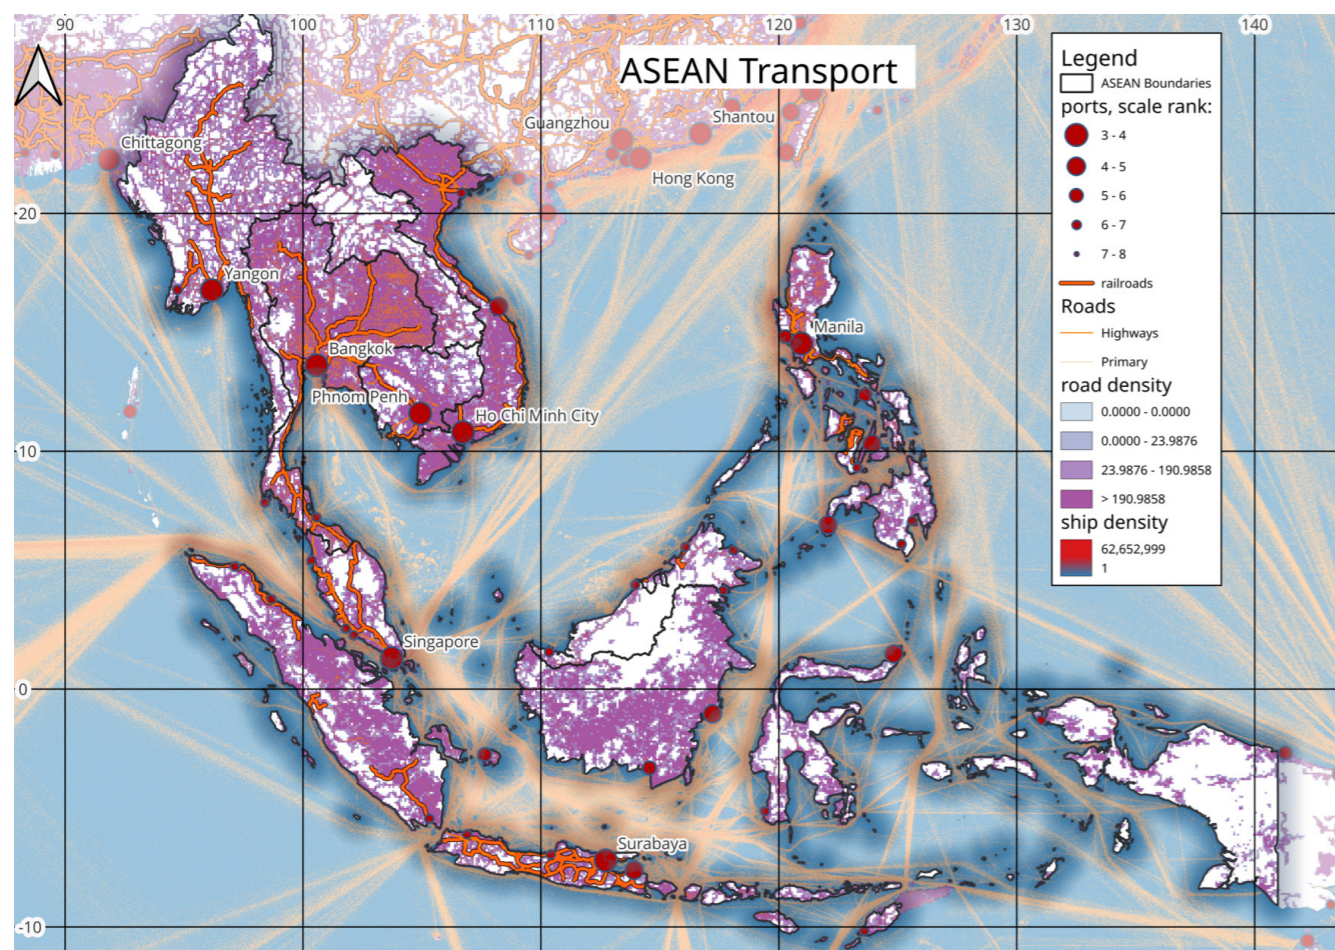 90
100
110
120
130
140
ASEAN Transport
Legend
ASEAN Boundaries
ports, scale rank:
3 - 4
4 - 5
5 - 6
6 - 7
7 - 8
railroads
Roads
Highways
Primary
road density
0.0000 - 0.0000
0.0000 - 23.9876
23.9876 - 190.9858
> 190.9858
ship density
62,652,999
1
Guangzhou
Shantou
Chittagong
Hong Kong
20
Yangon
Manila
Bangkok
Phnom Penh
Ho Chi Minh City
10
Singapore
0
Surabaya
-10